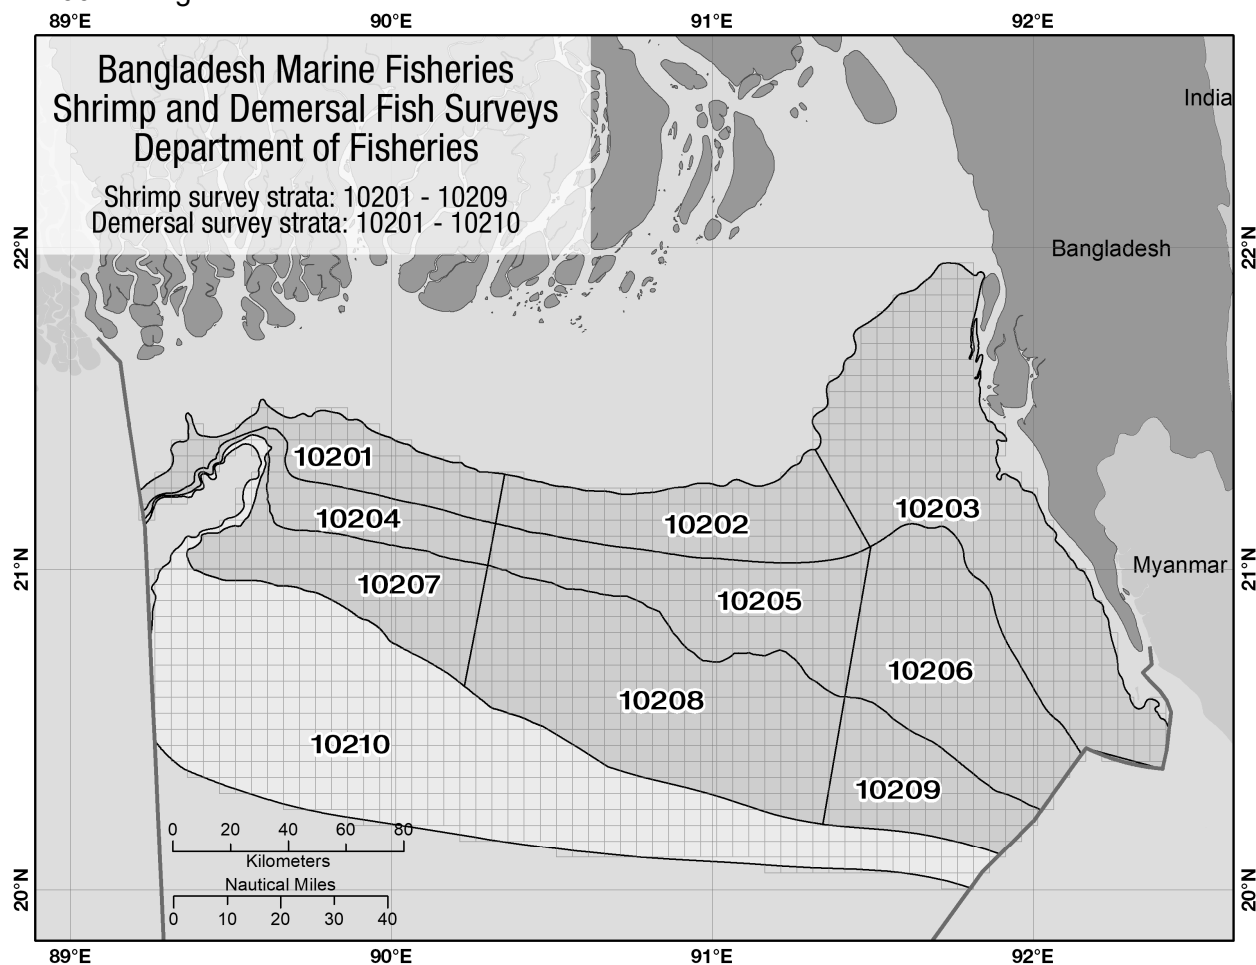 89°E 90°E 91°E 92°E
Bangladesh Marine Fisheries
Shrimp and Demersal Fish Surveys
Department of Fisheries
Shrimp survey strata: 10201 - 10209
Demersal survey strata: 10201 - 10210
India
22°N
Bangladesh
22°N
10201
10204
10202
10203
21°N
Myanmar
21°N
10207
10205
10206
10208
10210
10209
0 20 40 60 80
Kilometers
Nautical Miles
0 10 20 30 40
20°N
20°N
89°E 90°E 91°E 92°E